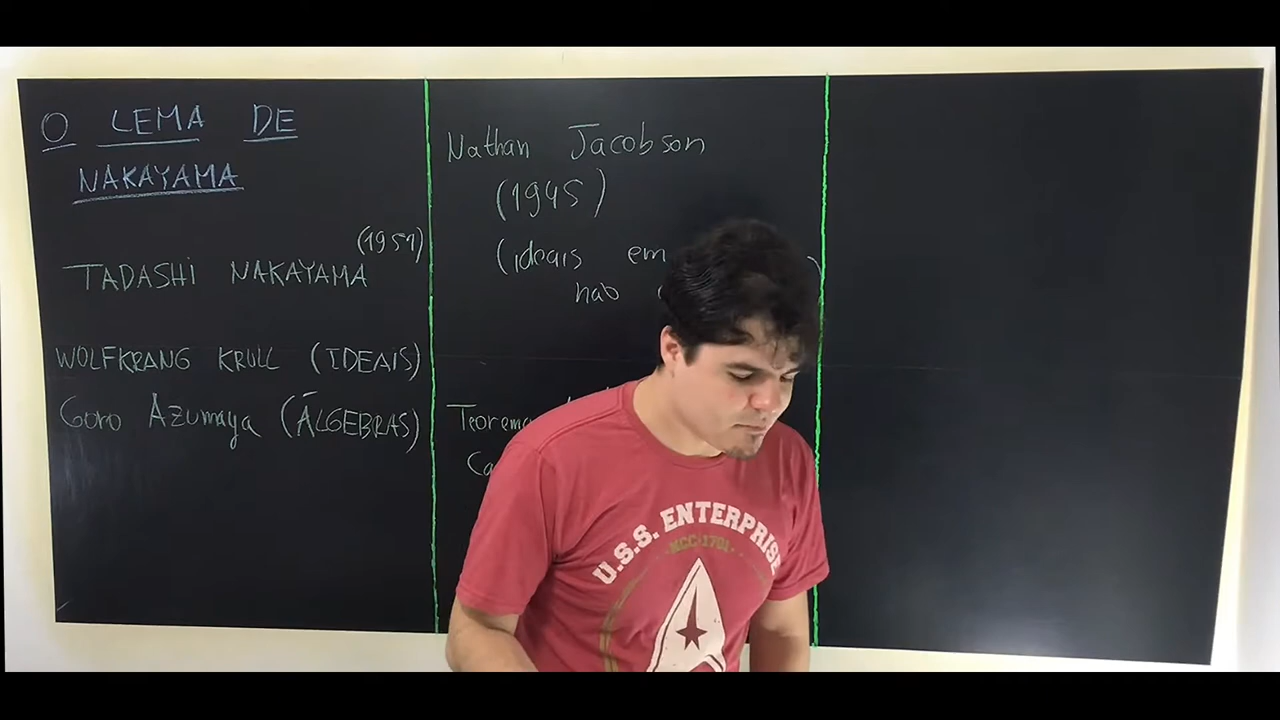 O LEMA DE
NAKAYAMA
(1951)
TADASHI NAKAYAMA
WOLFKRANG KRULL (IDEAIS)
Goro Azumaya (ÁLGEBRAS)
Nathan Jacobson
(1945)
(ideais em
não
Teorema
U.S.S. ENTERPRISE
NCC-1701